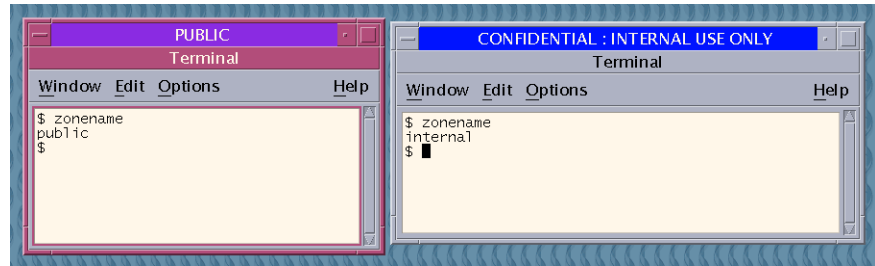 PUBLIC
Terminal
Window Edit Options Help
$ zonename
public
$
CONFIDENTIAL : INTERNAL USE ONLY
Terminal
Window Edit Options Help
$ zonename
internal
$